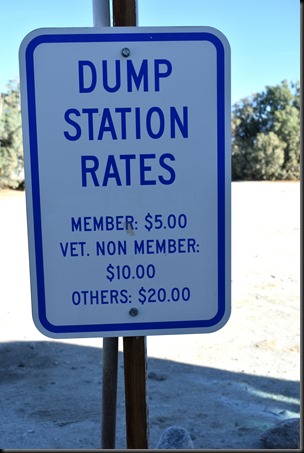 DUMP
STATION
RATES
MEMBER: $5.00
VET. NON MEMBER:
$10.00
OTHERS: $20.00